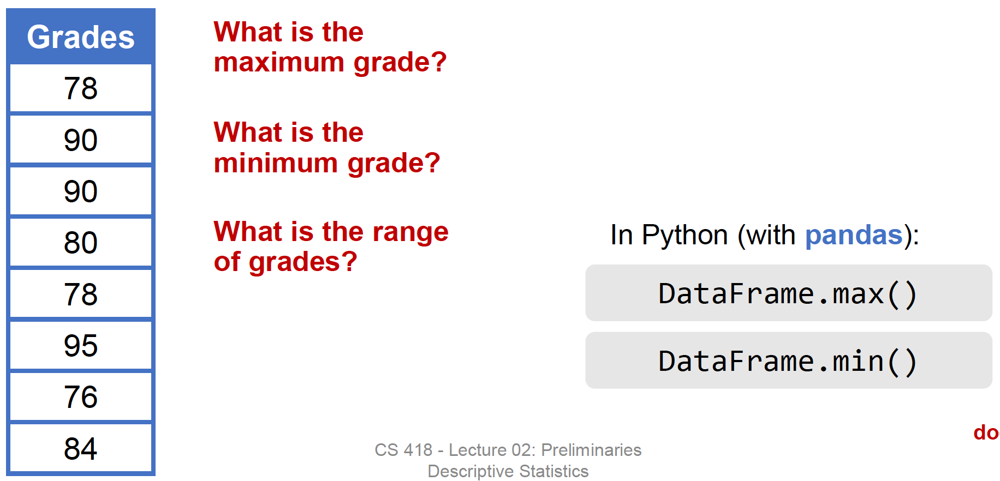 Grades
78
90
90
80
78
95
76
84
What is the
maximum grade?
What is the
minimum grade?
What is the range
of grades?
In Python (with pandas):
DataFrame.max()
DataFrame.min()
CS 418 - Lecture 02: Preliminaries
Descriptive Statistics